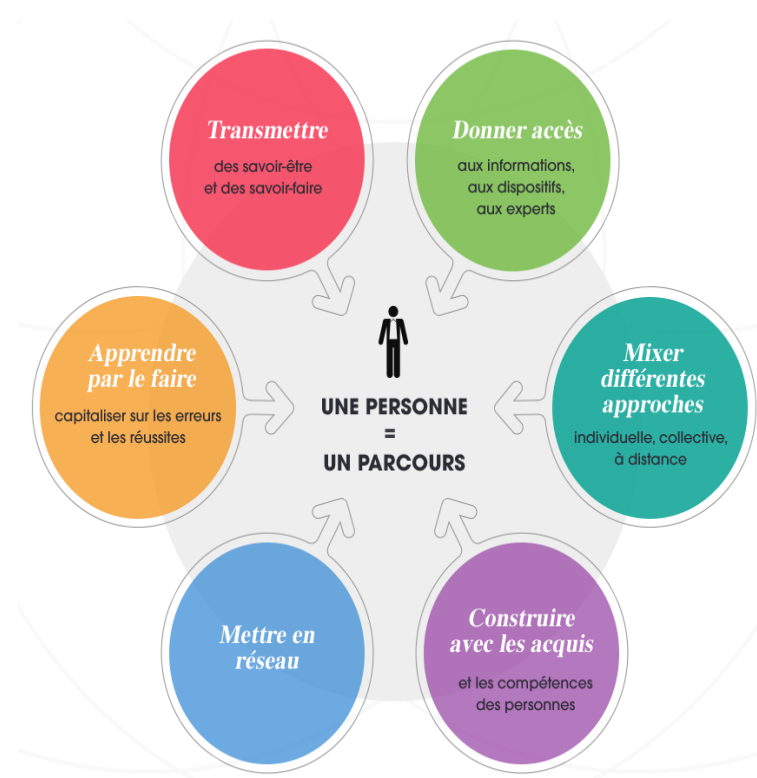 Transmettre
des savoir-être
et des savoir-faire
Donner accès
aux informations,
aux dispositifs,
aux experts
Apprendre
par le faire
capitaliser sur les erreurs
et les réussites
UNE PERSONNE
=
UN PARCOURS
Mixer
différentes
approches
individuelle, collective,
à distance
Mettre en
réseau
Construire
avec les acquis
et les compétences
des personnes